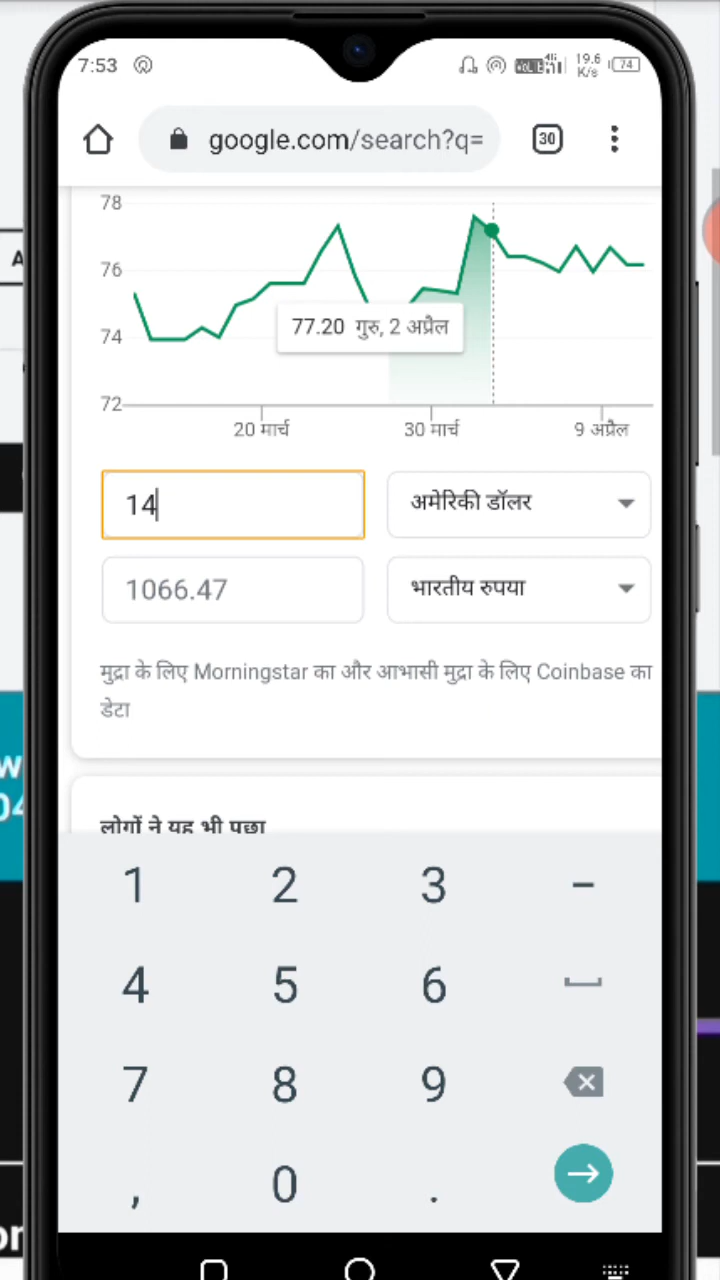 7:53 VoLTE 4G 19.6 K/s 74
google.com/search?q= 30
78
76
74
72
77.20 गुरु, 2 अप्रैल
20 मार्च 30 मार्च 9 अप्रैल
14 अमेरिकी डॉलर
1066.47 भारतीय रुपया
मुद्रा के लिए Morningstar का और आभासी मुद्रा के लिए Coinbase का
डेटा
लोगों ने यह भी पूछा
1 2 3 –
4 5 6
7 8 9
, 0 .